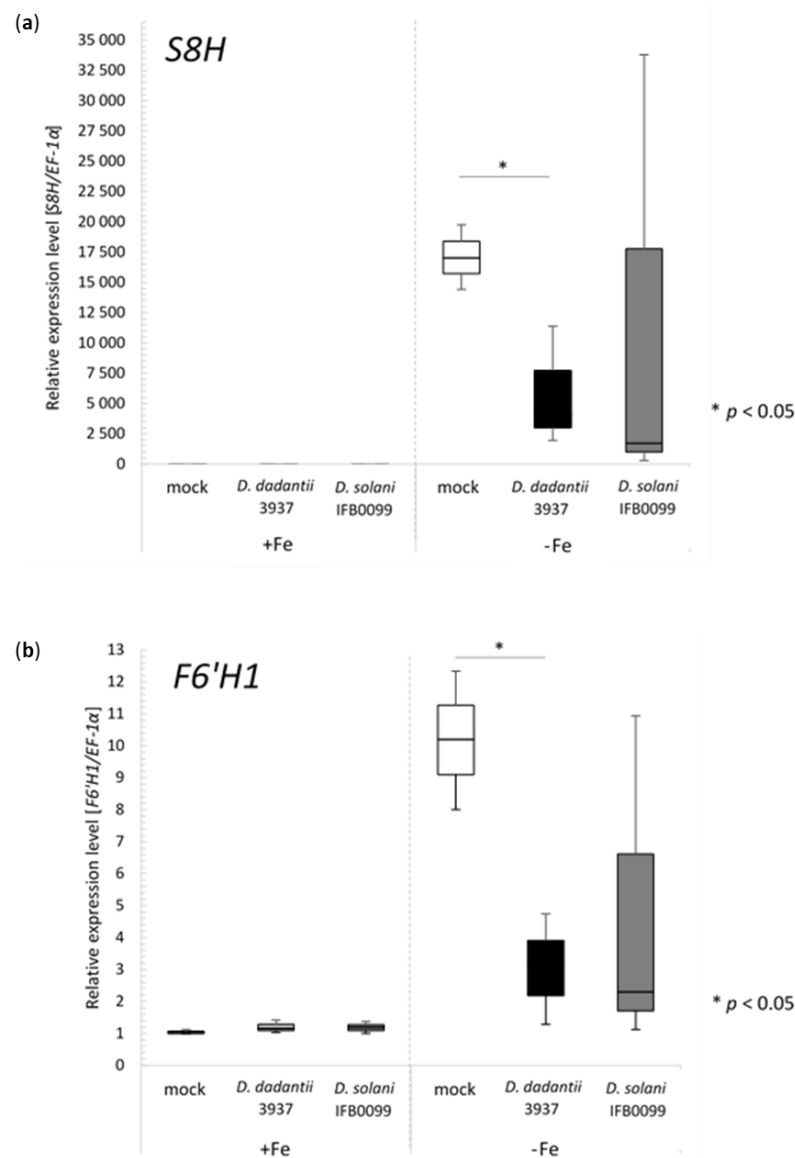 (a)
S8H
Relative expression level [S8H/EF-1α]
35 000
32 500
30 000
27 500
25 000
22 500
20 000
17 500
15 000
12 500
10 000
7 500
5 000
2 500
0
*
* p < 0.05
mock
D. dadantii
3937
D. solani
IFB0099
mock
D. dadantii
3937
D. solani
IFB0099
+Fe
-Fe
(b)
F6'H1
Relative expression level [F6'H1/EF-1α]
13
12
11
10
9
8
7
6
5
4
3
2
1
0
*
* p < 0.05
mock
D. dadantii
3937
D. solani
IFB0099
mock
D. dadantii
3937
D. solani
IFB0099
+Fe
-Fe